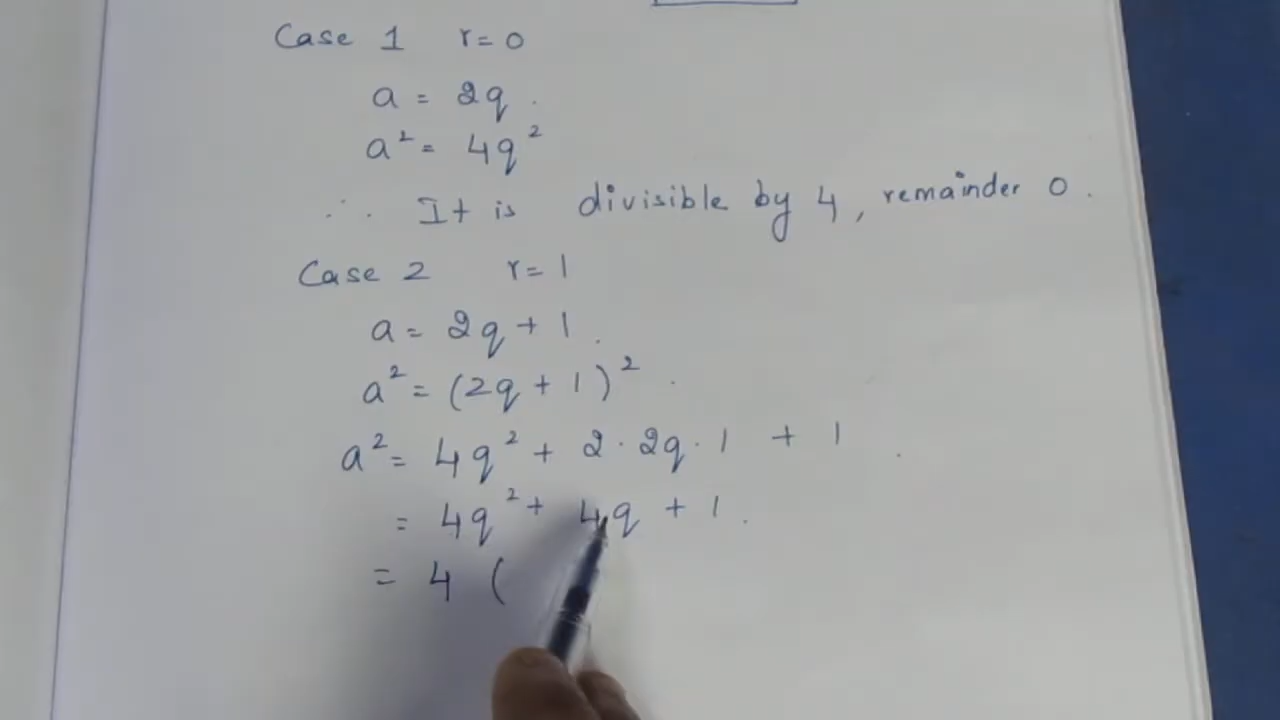 Case 1 r = 0
a = 2q .
a² = 4q²
∴ It is divisible by 4, remainder 0.
Case 2 r = 1
a = 2q + 1 .
a² = (2q + 1)² .
a² = 4q² + 2 · 2q · 1 + 1 .
= 4q² + 4q + 1 .
= 4 (